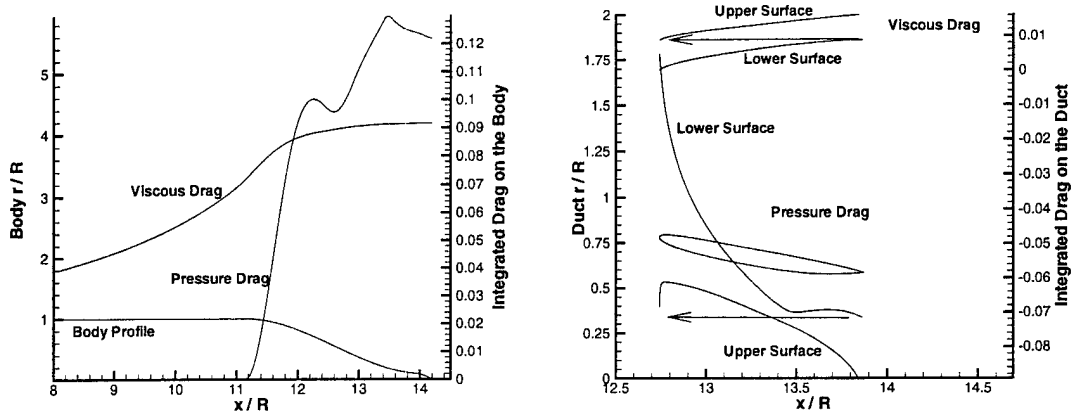 5
4
3
2
1
Body r / R
Viscous Drag
Pressure Drag
Body Profile
0.12
0.11
0.1
0.09
0.08
0.07
0.06
0.05
0.04
0.03
0.02
0.01
0
Integrated Drag on the Body
8 9 10 11 12 13 14
x / R
2
1.75
1.5
1.25
1
0.75
0.5
0.25
0
Duct r / R
Upper Surface
Viscous Drag
Lower Surface
Lower Surface
Pressure Drag
Upper Surface
0.01
0
-0.01
-0.02
-0.03
-0.04
-0.05
-0.06
-0.07
-0.08
Integrated Drag on the Duct
12.5 13 13.5 14 14.5
x / R